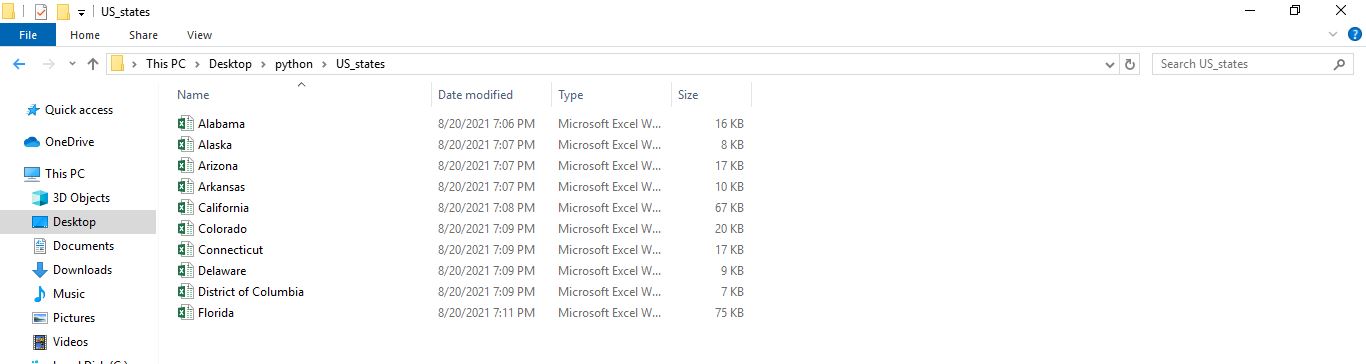 US_states
File Home Share View
This PC Desktop python US_states
Search US_states
Quick access
OneDrive
This PC
3D Objects
Desktop
Documents
Downloads
Music
Pictures
Videos
Name Date modified Type Size
Alabama 8/20/2021 7:06 PM Microsoft Excel W... 16 KB
Alaska 8/20/2021 7:07 PM Microsoft Excel W... 8 KB
Arizona 8/20/2021 7:07 PM Microsoft Excel W... 17 KB
Arkansas 8/20/2021 7:07 PM Microsoft Excel W... 10 KB
California 8/20/2021 7:08 PM Microsoft Excel W... 67 KB
Colorado 8/20/2021 7:09 PM Microsoft Excel W... 20 KB
Connecticut 8/20/2021 7:09 PM Microsoft Excel W... 17 KB
Delaware 8/20/2021 7:09 PM Microsoft Excel W... 9 KB
District of Columbia 8/20/2021 7:09 PM Microsoft Excel W... 7 KB
Florida 8/20/2021 7:11 PM Microsoft Excel W... 75 KB